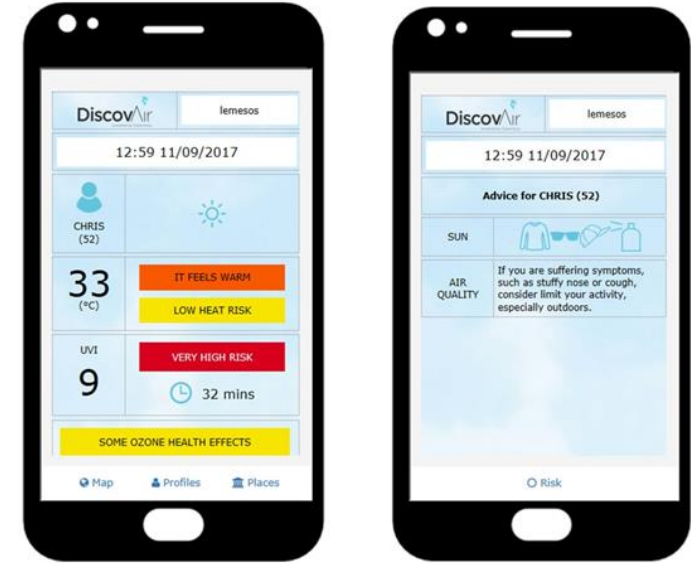 DiscovAir
lemesos
12:59 11/09/2017
CHRIS
(52)
33
(°C)
IT FEELS WARM
LOW HEAT RISK
UVI
9
VERY HIGH RISK
32 mins
SOME OZONE HEALTH EFFECTS
Map
Profiles
Places
DiscovAir
lemesos
12:59 11/09/2017
Advice for CHRIS (52)
SUN
AIR
QUALITY
If you are suffering symptoms,
such as stuffy nose or cough,
consider limit your activity,
especially outdoors.
Risk